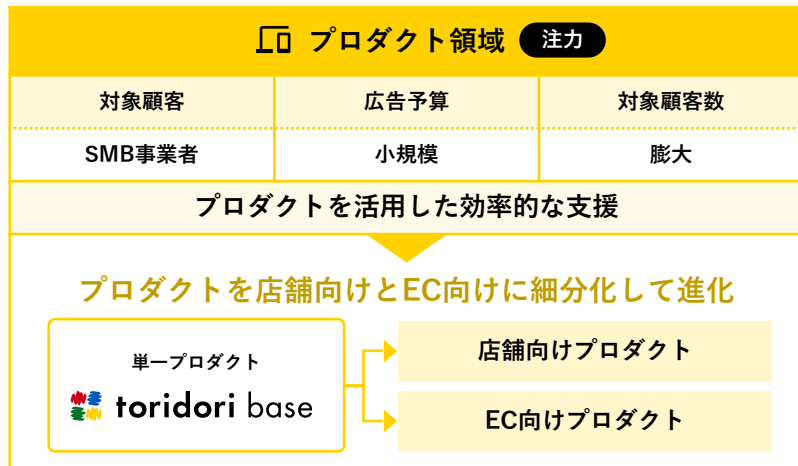 プロダクト領域 注力
対象顧客 広告予算 対象顧客数
SMB事業者 小規模 膨大
プロダクトを活用した効率的な支援
プロダクトを店舗向けとEC向けに細分化して進化
単一プロダクト
toridori base
店舗向けプロダクト
EC向けプロダクト